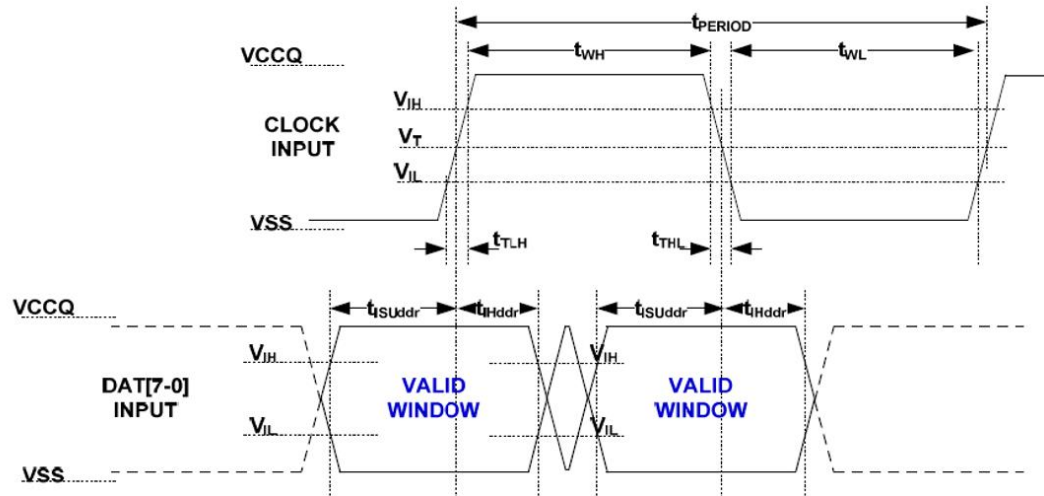 tPERIOD
tWH
tWL
VCCQ
VIH
CLOCK
INPUT
VT
VIL
VSS
tTLH
tTHL
VCCQ
tISUddr
tIHddr
tISUddr
tIHddr
VIH
VIH
DAT[7-0]
INPUT
VALID
WINDOW
VALID
WINDOW
VIL
VIL
VSS